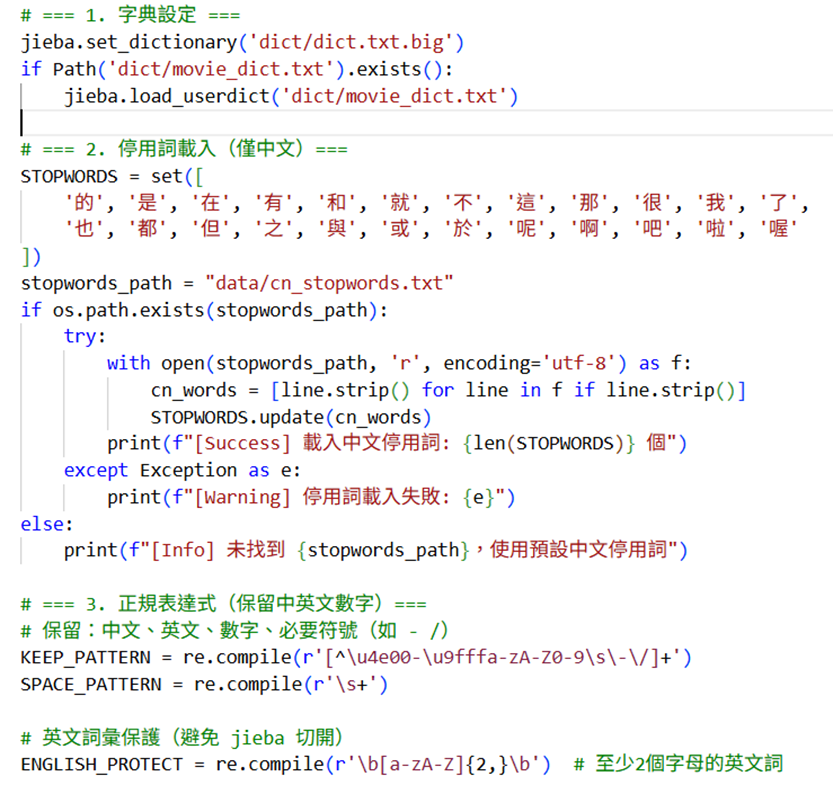 # === 1. 字典設定 ===
jieba.set_dictionary('dict/dict.txt.big')
if Path('dict/movie_dict.txt').exists():
    jieba.load_userdict('dict/movie_dict.txt')

# === 2. 停用詞載入（僅中文）===
STOPWORDS = set([
    '的', '是', '在', '有', '和', '就', '不', '這', '那', '很', '我', '了',
    '也', '都', '但', '之', '與', '或', '於', '呢', '啊', '吧', '啦', '喔'
])
stopwords_path = "data/cn_stopwords.txt"
if os.path.exists(stopwords_path):
    try:
        with open(stopwords_path, 'r', encoding='utf-8') as f:
            cn_words = [line.strip() for line in f if line.strip()]
            STOPWORDS.update(cn_words)
        print(f"[Success] 載入中文停用詞: {len(STOPWORDS)} 個")
    except Exception as e:
        print(f"[Warning] 停用詞載入失敗: {e}")
else:
    print(f"[Info] 未找到 {stopwords_path}，使用預設中文停用詞")

# === 3. 正規表達式（保留中英文數字）===
# 保留：中文、英文、數字、必要符號（如 - /）
KEEP_PATTERN = re.compile(r'[^\u4e00-\u9fffa-zA-Z0-9\s\-\/]+')
SPACE_PATTERN = re.compile(r'\s+')

# 英文詞彙保護（避免 jieba 切開）
ENGLISH_PROTECT = re.compile(r'\b[a-zA-Z]{2,}\b')  # 至少2個字母的英文詞